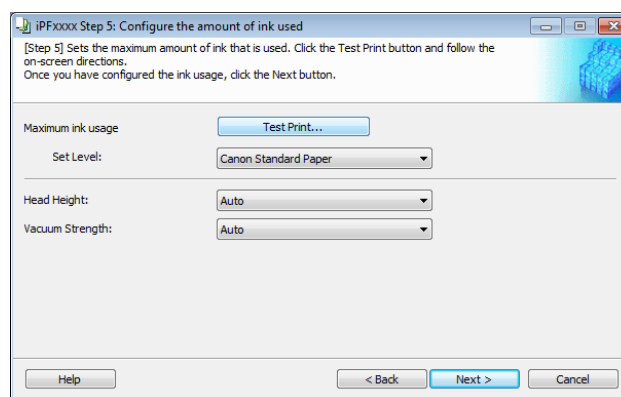 iPFxxxx Step 5: Configure the amount of ink used
[Step 5] Sets the maximum amount of ink that is used. Click the Test Print button and follow the
on-screen directions.
Once you have configured the ink usage, click the Next button.
Maximum ink usage Test Print...
Set Level: Canon Standard Paper
Head Height: Auto
Vacuum Strength: Auto
Help < Back Next > Cancel